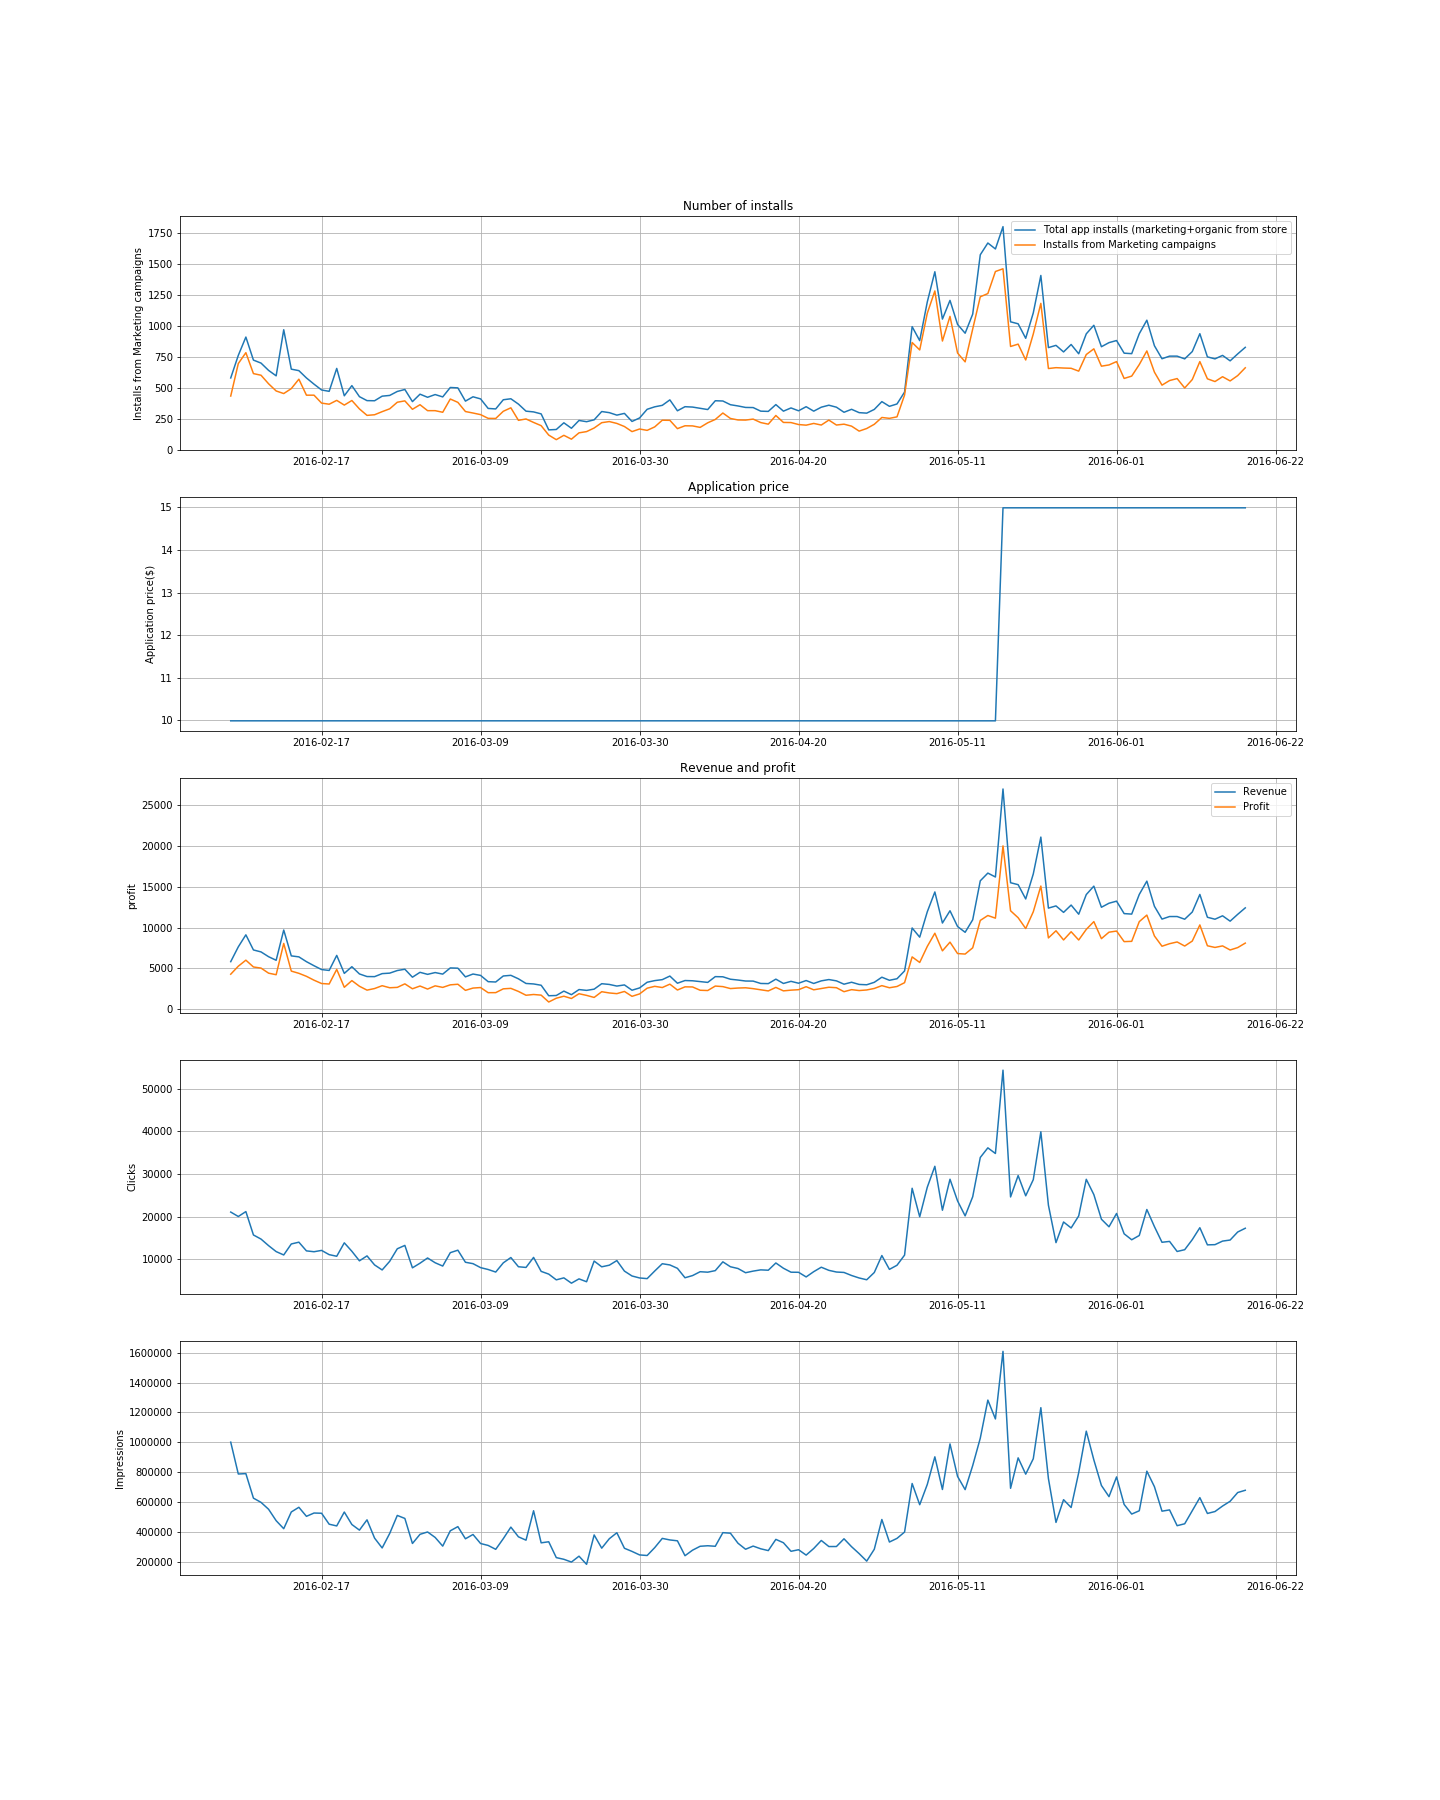 Number of installs
Installs from Marketing campaigns
1750
1500
1250
1000
750
500
250
0
Total app installs (marketing+organic from store
Installs from Marketing campaigns
2016-02-17 2016-03-09 2016-03-30 2016-04-20 2016-05-11 2016-06-01 2016-06-22
Application price
Application price($)
15
14
13
12
11
10
2016-02-17 2016-03-09 2016-03-30 2016-04-20 2016-05-11 2016-06-01 2016-06-22
Revenue and profit
profit
25000
20000
15000
10000
5000
0
Revenue
Profit
2016-02-17 2016-03-09 2016-03-30 2016-04-20 2016-05-11 2016-06-01 2016-06-22
Clicks
50000
40000
30000
20000
10000
2016-02-17 2016-03-09 2016-03-30 2016-04-20 2016-05-11 2016-06-01 2016-06-22
Impressions
1600000
1400000
1200000
1000000
800000
600000
400000
200000
2016-02-17 2016-03-09 2016-03-30 2016-04-20 2016-05-11 2016-06-01 2016-06-22